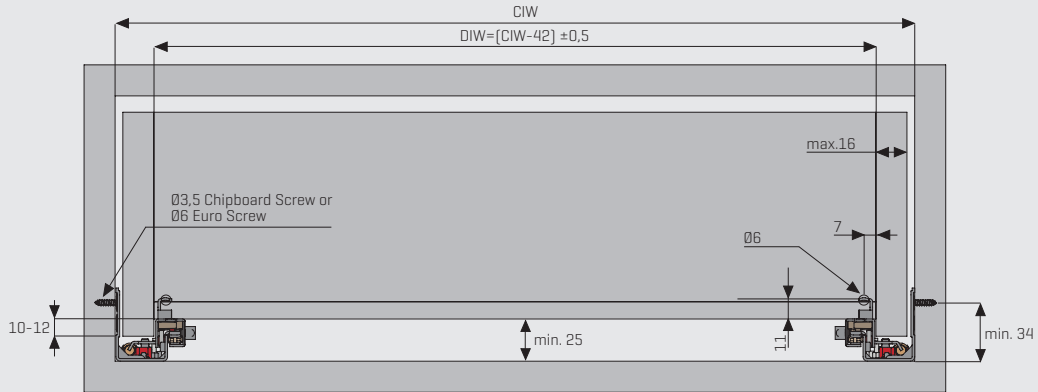 CIW
DIW=(CIW-42) ±0,5
max.16
Ø3,5 Chipboard Screw or
Ø6 Euro Screw
7
Ø6
10-12
min. 25
11
min. 34